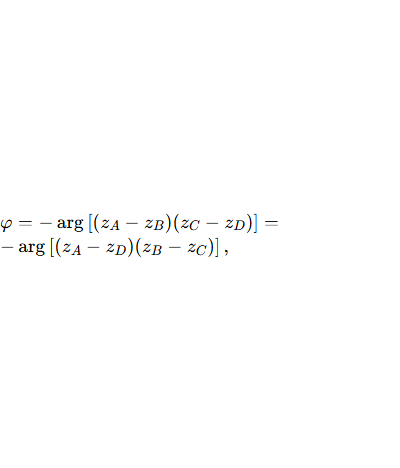 φ = − arg [(z_A − z_B)(z_C − z_D)] =
− arg [(z_A − z_D)(z_B − z_C)] ,